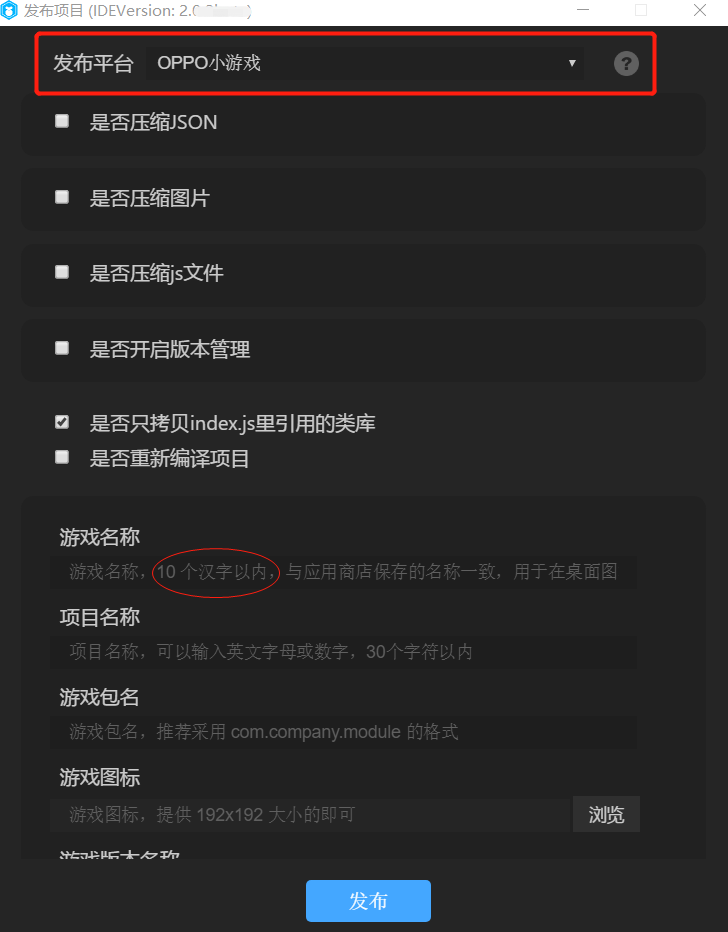 发布项目 (IDEVersion: 2.0
发布平台 OPPO小游戏 ?
是否压缩JSON
是否压缩图片
是否压缩js文件
是否开启版本管理
是否只拷贝index.js里引用的类库
是否重新编译项目
游戏名称
游戏名称，10 个汉字以内，与应用商店保存的名称一致，用于在桌面图
项目名称
项目名称，可以输入英文字母或数字，30个字符以内
游戏包名
游戏包名，推荐采用 com.company.module 的格式
游戏图标
游戏图标，提供 192x192 大小的即可 浏览
游戏版本名称
发布